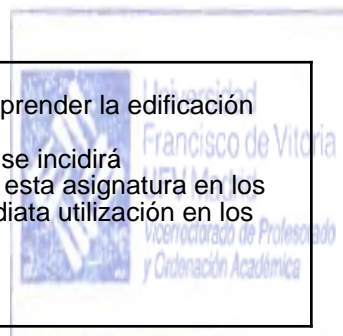 prender la edificación
se incidirá
esta asignatura en los
diata utilización en los
Universidad
Francisco de Vitoria
UFV Madrid
Vicerrectorado de Profesorado
y Ordenación Académica